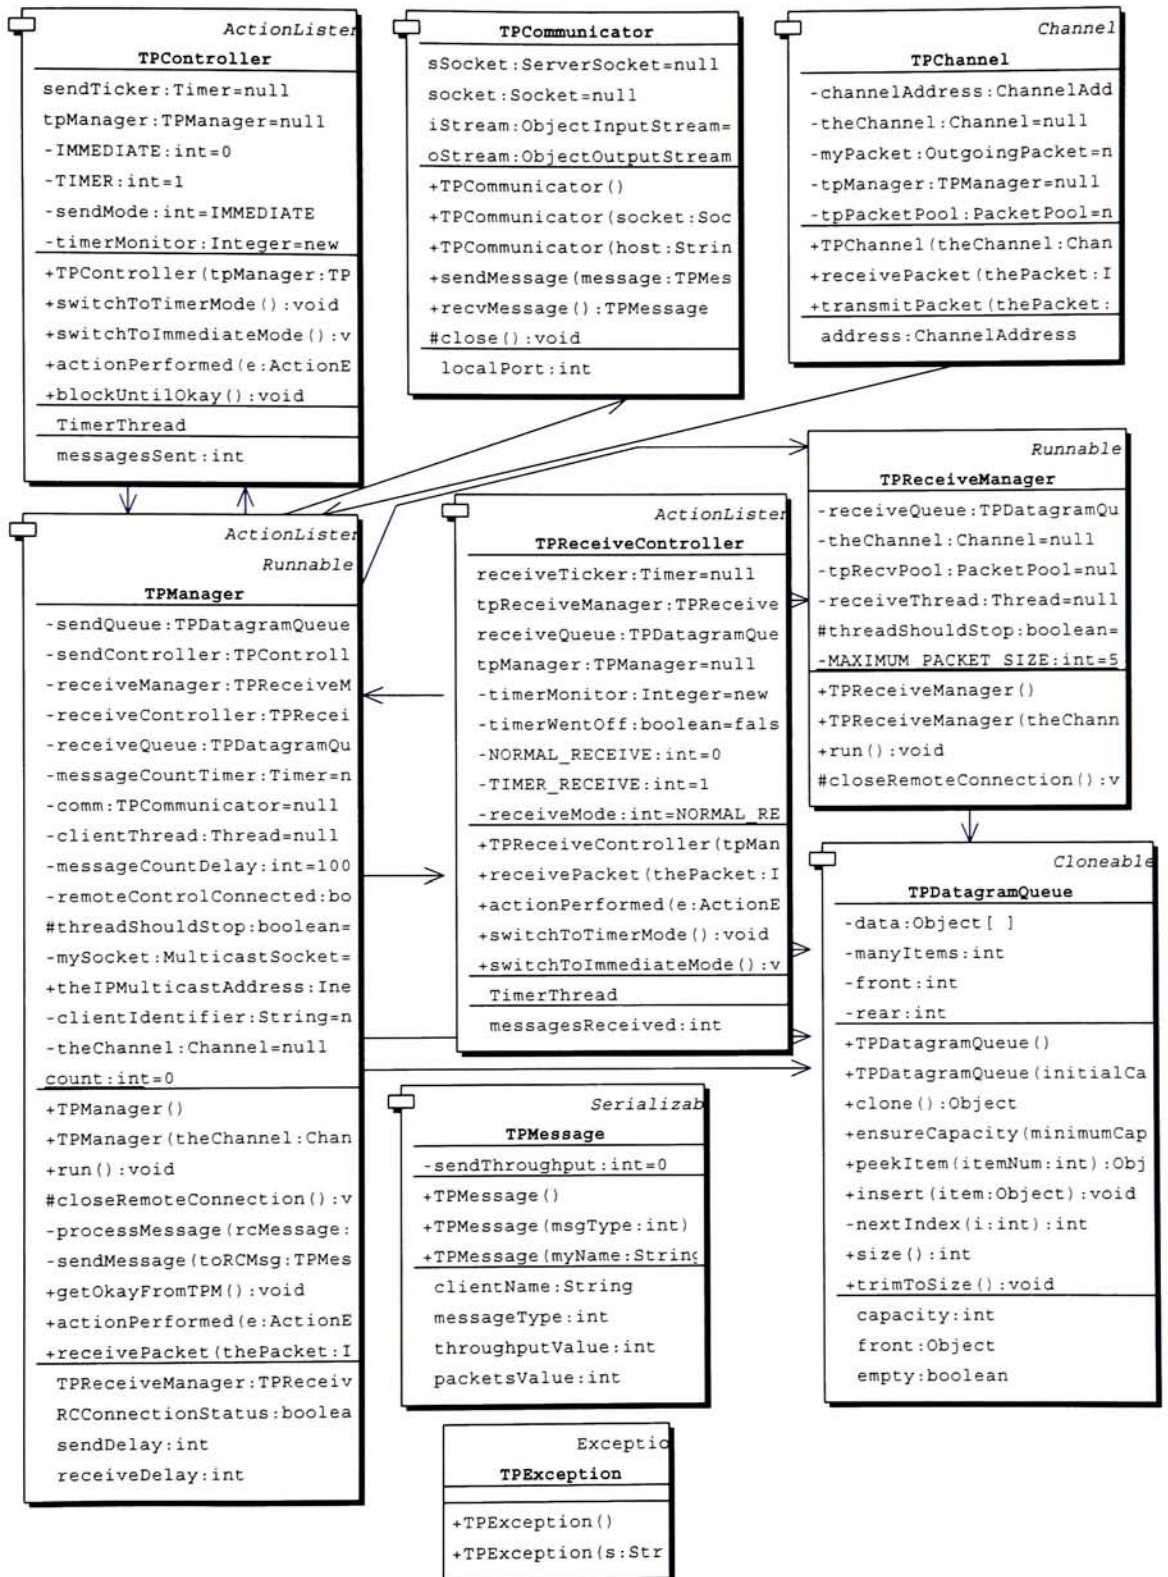 ActionListe
TPController
sendTicker:Timer=null
tpManager:TPManager=null
-IMMEDIATE:int=0
-TIMER:int=1
-sendMode:int=IMMEDIATE
-timerMonitor:Integer=new
+TPController(tpManager:TP
+switchToTimerMode():void
+switchToImmediateMode():v
+actionPerformed(e:ActionE
+blockUntilOkay():void
TimerThread
messagesSent:int
TPCommunicator
sSocket:ServerSocket=null
socket:Socket=null
iStream:ObjectInputStream=
oStream:ObjectOutputStream
+TPCommunicator()
+TPCommunicator(socket:Soc
+TPCommunicator(host:Strin
+sendMessage(message:TPMes
+recvMessage():TPMessage
#close():void
localPort:int
Channel
TPChannel
-channelAddress:ChannelAdd
-theChannel:Channel=null
-myPacket:OutgoingPacket=n
-tpManager:TPManager=null
-tpPacketPool:PacketPool=n
+TPChannel(theChannel:Chan
+receivePacket(thePacket:I
+transmitPacket(thePacket:
address:ChannelAddress
ActionLister
Runnable
TPManager
-sendQueue:TPDatagramQueue
-sendController:TPControll
-receiveManager:TPReceiveM
-receiveController:TPRecei
-receiveQueue:TPDatagramQu
-messageCountTimer:Timer=n
-comm:TPCommunicator=null
-clientThread:Thread=null
-messageCountDelay:int=100
-remoteControlConnected:bo
#threadShouldStop:boolean=
-mySocket:MulticastSocket=
+theIPMulticastAddress:Ine
-clientIdentifier:String=n
-theChannel:Channel=null
count:int=0
+TPManager()
+TPManager(theChannel:Chan
+run():void
#closeRemoteConnection():v
-processMessage(rcMessage:
-sendMessage(toRCMsg:TPMes
+getOkayFromTPM():void
+actionPerformed(e:ActionE
+receivePacket(thePacket:I
TPReceiveManager:TPReceiv
RCConnectionStatus:boolea
sendDelay:int
receiveDelay:int
ActionLister
TPReceiveController
receiveTicker:Timer=null
tpReceiveManager:TPReceive
receiveQueue:TPDatagramQue
tpManager:TPManager=null
-timerMonitor:Integer=new
-timerWentOff:boolean=fals
-NORMAL_RECEIVE:int=0
-TIMER_RECEIVE:int=1
-receiveMode:int=NORMAL_RE
+TPReceiveController(tpMan
+receivePacket(thePacket:I
+actionPerformed(e:ActionE
+switchToTimerMode():void
+switchToImmediateMode():v
TimerThread
messagesReceived:int
Runnable
TPReceiveManager
-receiveQueue:TPDatagramQu
-theChannel:Channel=null
-tpRecvPool:PacketPool=nul
-receiveThread:Thread=null
#threadShouldStop:boolean=
-MAXIMUM_PACKET_SIZE:int=5
+TPReceiveManager()
+TPReceiveManager(theChann
+run():void
#closeRemoteConnection():v
Cloneable
TPDatagramQueue
-data:Object[ ]
-manyItems:int
-front:int
-rear:int
+TPDatagramQueue()
+TPDatagramQueue(initialCa
+clone():Object
+ensureCapacity(minimumCap
+peekItem(itemNum:int):Obj
+insert(item:Object):void
-nextIndex(i:int):int
+size():int
+trimToSize():void
capacity:int
front:Object
empty:boolean
Serializab
TPMessage
-sendThroughput:int=0
+TPMessage()
+TPMessage(msgType:int)
+TPMessage(myName:String
clientName:String
messageType:int
throughputValue:int
packetsValue:int
Exceptio
TPException
+TPException()
+TPException(s:Str